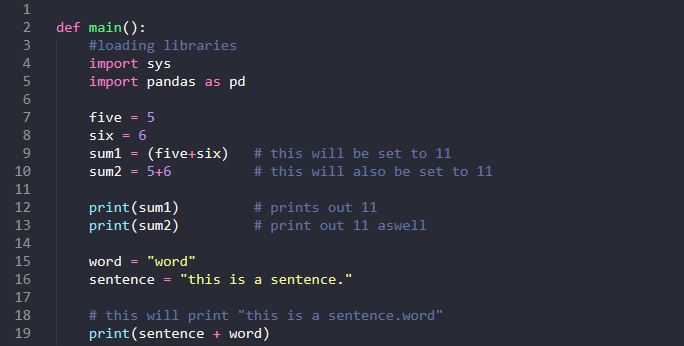 1
2 def main():
3 #loading libraries
4 import sys
5 import pandas as pd
6
7 five = 5
8 six = 6
9 sum1 = (five+six) # this will be set to 11
10 sum2 = 5+6 # this will also be set to 11
11
12 print(sum1) # prints out 11
13 print(sum2) # print out 11 aswell
14
15 word = "word"
16 sentence = "this is a sentence."
17
18 # this will print "this is a sentence.word"
19 print(sentence + word)